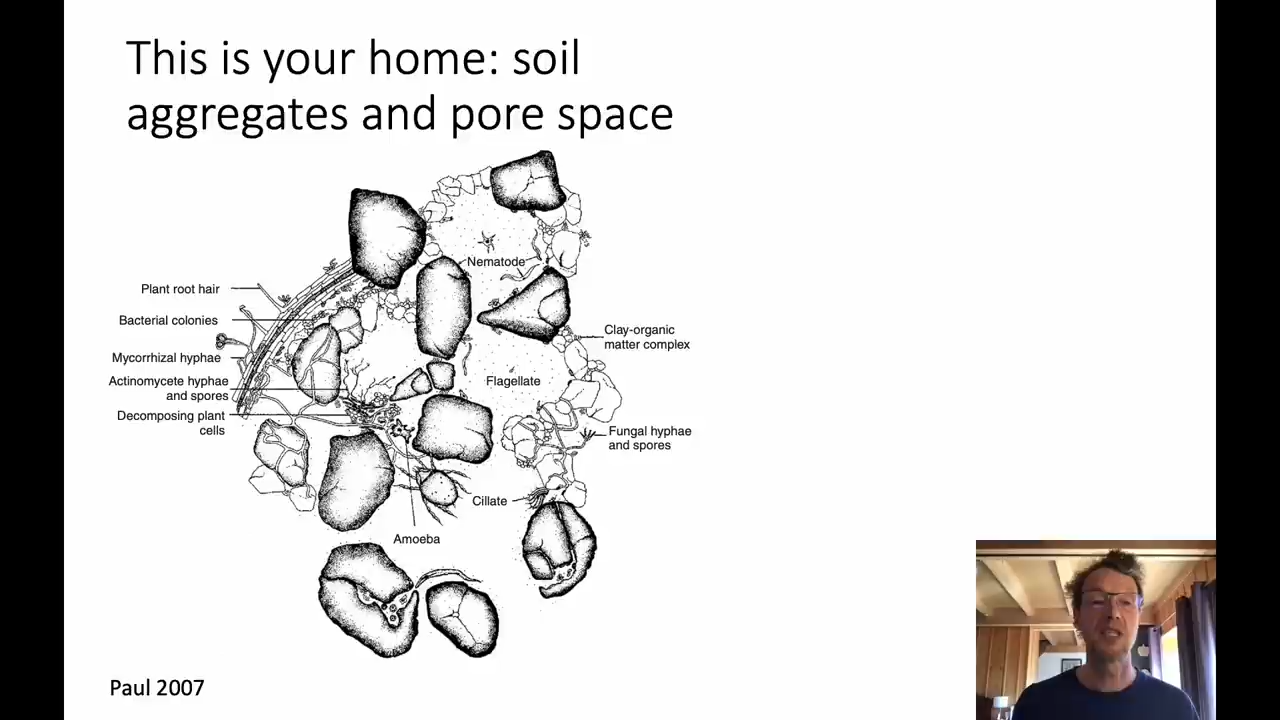 This is your home: soil
aggregates and pore space
Nematode
Plant root hair
Bacterial colonies
Mycorrhizal hyphae
Actinomycete hyphae
and spores
Decomposing plant
cells
Clay-organic
matter complex
Flagellate
Fungal hyphae
and spores
Cillate
Amoeba
Paul 2007